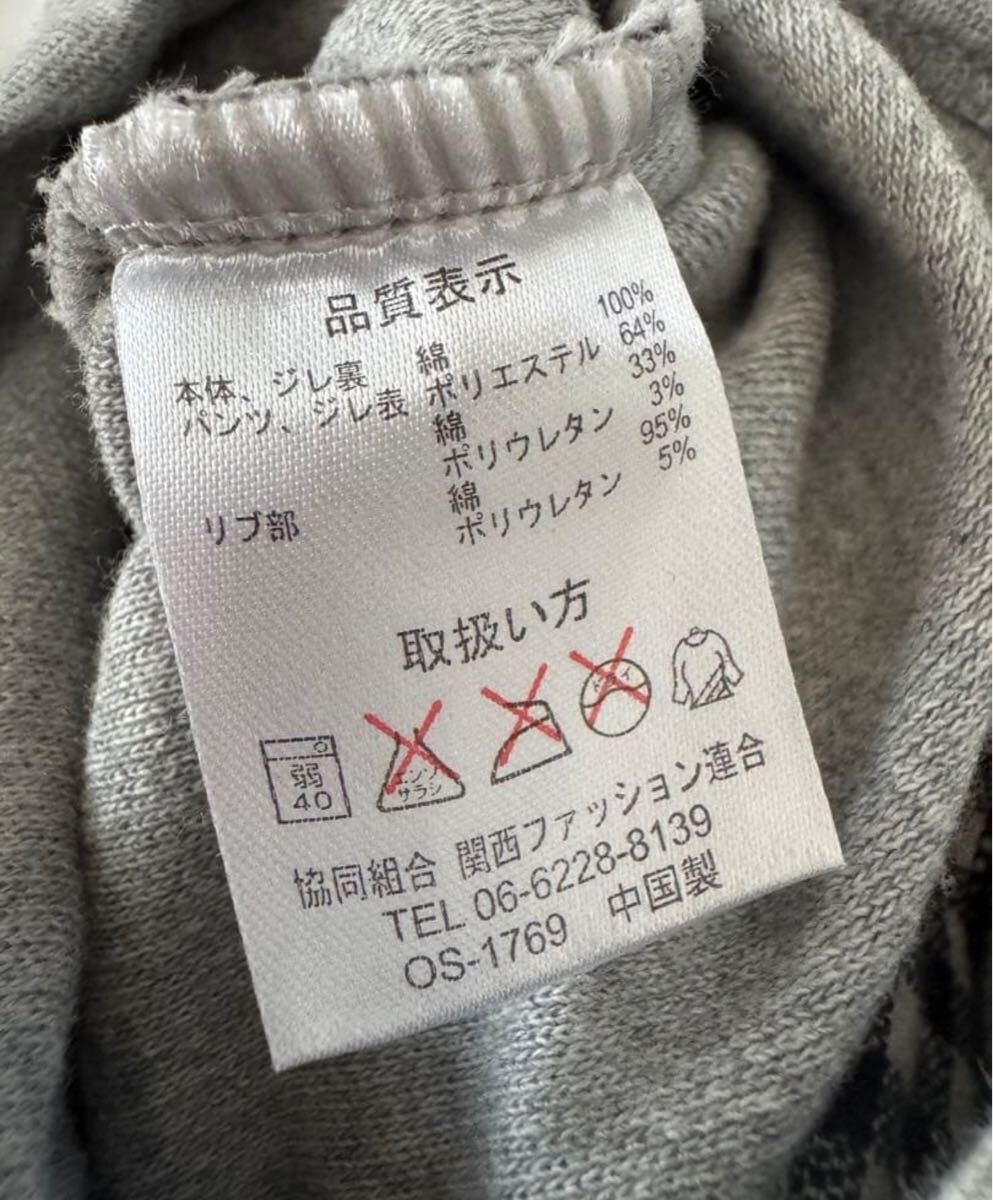 品質表示
本体、ジレ裏 綿 100%
パンツ、ジレ表 ポリエステル 64%
綿 33%
ポリウレタン 3%
リブ部 綿 95%
ポリウレタン 5%
取扱い方
弱 40 エンソ サラシ ドライ
協同組合 関西ファッション連合
TEL 06-6228-8139
OS-1769 中国製